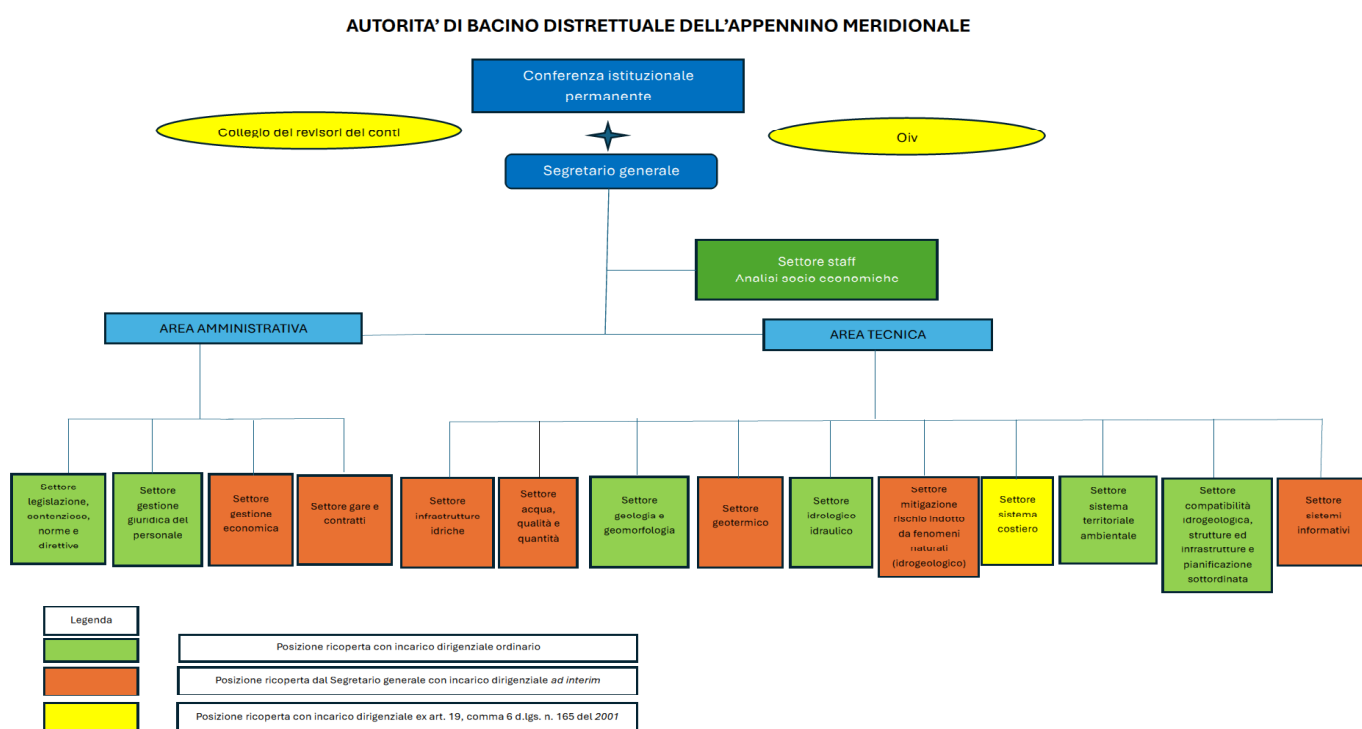 AUTORITA' DI BACINO DISTRETTUALE DELL'APPENNINO MERIDIONALE
Conferenza istituzionale
permanente
Collegio dei revisori dei conti
Oiv
Segretario generale
Settore staff
Analisi socio economiche
AREA AMMINISTRATIVA
AREA TECNICA
Settore
legislazione,
contenzioso,
norme e
direttive
Settore
gestione
giuridica del
personale
Settore
gestione
economica
Settore gare e
contratti
Settore
infrastrutture
idriche
Settore
acqua,
qualità e
quantità
Settore
geologia e
geomorfologia
Settore
geotermico
Settore
idrologico
idraulico
Settore
mitigazione
rischio indotto
da fenomeni
naturali
(idrogeologico)
Settore
sistema
costiero
Settore
sistema
territoriale
ambientale
Settore
compatibilità
idrogeologica,
strutture ed
infrastrutture e
pianificazione
sottordinata
Settore
sistemi
informativi
Legenda
Posizione ricoperta con incarico dirigenziale ordinario
Posizione ricoperta dal Segretario generale con incarico dirigenziale ad interim
Posizione ricoperta con incarico dirigenziale ex art. 19, comma 6 d.lgs. n. 165 del 2001